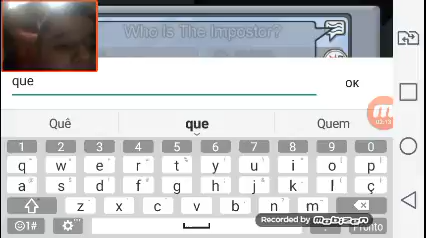 Who Is The Impostor?
que
OK
Quê que Quem
1 2 3 4 5 6 7 8 9 0
q w e r t y u i o p
a s d f g h j k l ç
z x c v b n m
☺1#
Recorded by mobizen
Pronto